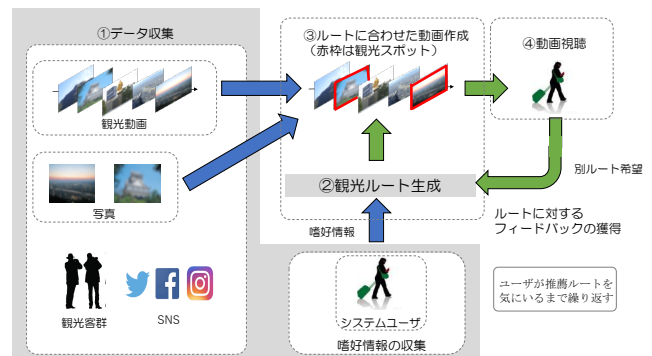 ①データ収集
観光動画
写真
観光客群
SNS
③ルートに合わせた動画作成
(赤枠は観光スポット)
②観光ルート生成
嗜好情報
システムユーザ
嗜好情報の収集
④動画視聴
別ルート希望
ルートに対する
フィードバックの獲得
ユーザが推薦ルートを
気にいるまで繰り返す